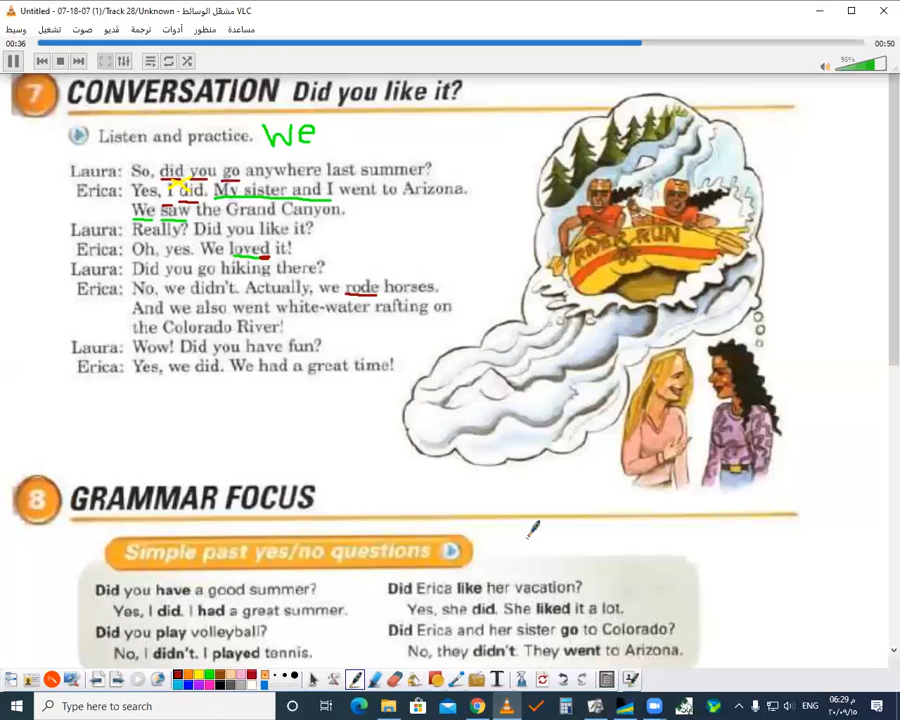 Untitled - 07-18-07 (1)/Track 28/Unknown - VLC مشغل الوسائط
وسيط تشغيل صوت فيديو ترجمة أدوات منظور مساعدة
00:36 00:50
95%
7 CONVERSATION Did you like it?
Listen and practice. We
Laura: So, did you go anywhere last summer?
Erica: Yes, I did. My sister and I went to Arizona.
We saw the Grand Canyon.
Laura: Really? Did you like it?
Erica: Oh, yes. We loved it!
Laura: Did you go hiking there?
Erica: No, we didn't. Actually, we rode horses.
And we also went white-water rafting on
the Colorado River!
Laura: Wow! Did you have fun?
Erica: Yes, we did. We had a great time!
RIVER RUN
8 GRAMMAR FOCUS
Simple past yes/no questions
Did you have a good summer?
Yes, I did. I had a great summer.
Did you play volleyball?
No, I didn't. I played tennis.
Did Erica like her vacation?
Yes, she did. She liked it a lot.
Did Erica and her sister go to Colorado?
No, they didn't. They went to Arizona.
Type here to search
ENG
06:29 م